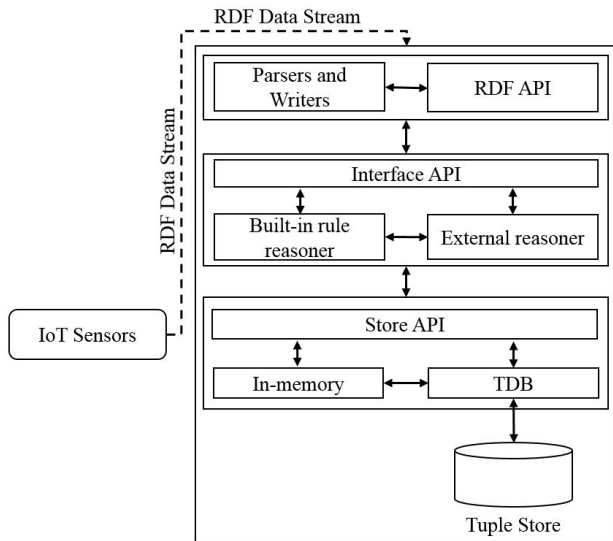 RDF Data Stream
Parsers and
Writers
RDF API
RDF Data Stream
Interface API
Built-in rule
reasoner
External reasoner
IoT Sensors
Store API
In-memory
TDB
Tuple Store